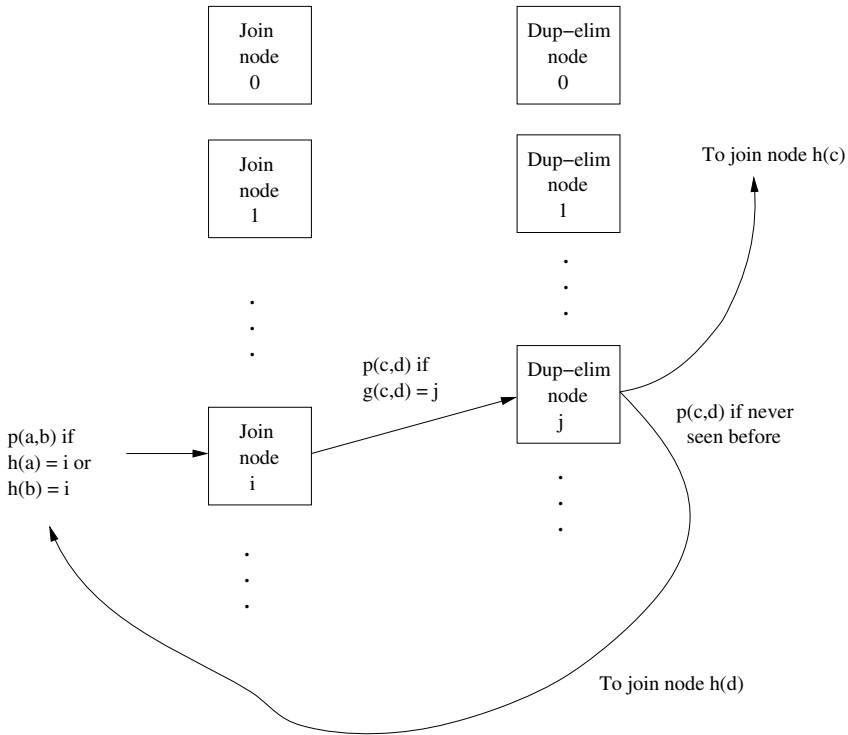 Join
node
0
Dup−elim
node
0
Join
node
1
Dup−elim
node
1
To join node h(c)
p(c,d) if
g(c,d) = j
Dup−elim
node
j
p(c,d) if never
seen before
p(a,b) if
h(a) = i or
h(b) = i
Join
node
i
To join node h(d)